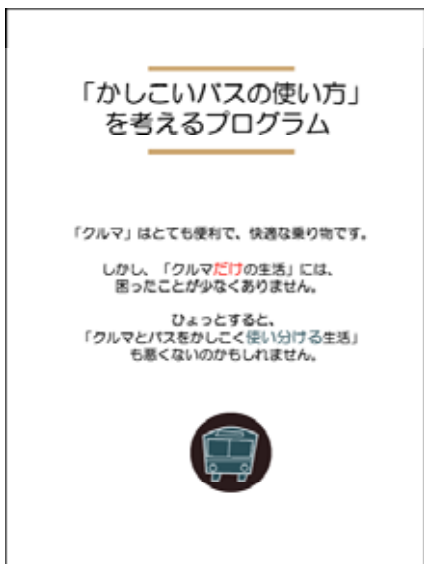 「かしこいバスの使い方」
を考えるプログラム
「クルマ」はとても便利で、快適な乗り物です。
しかし、「クルマだけの生活」には、
困ったことが少なくありません。
ひょっとすると、
「クルマとバスをかしこく使い分ける生活」
も悪くないのかもしれません。